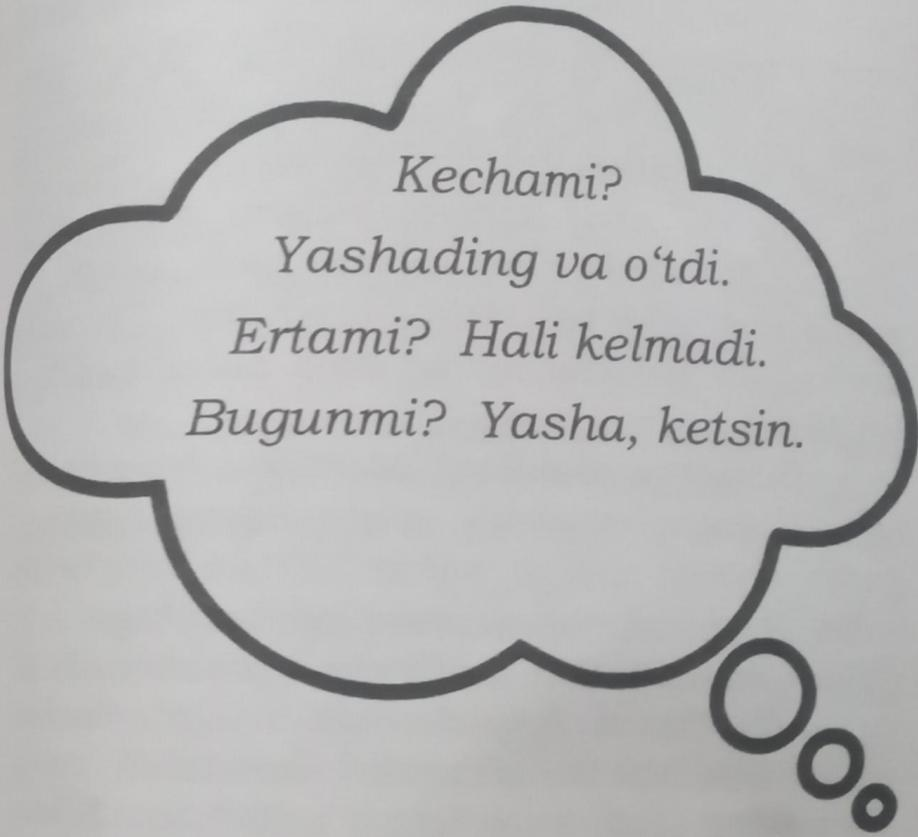 Kechami?
Yashading va o‘tdi.
Ertami? Hali kelmadi.
Bugunmi? Yasha, ketsin.